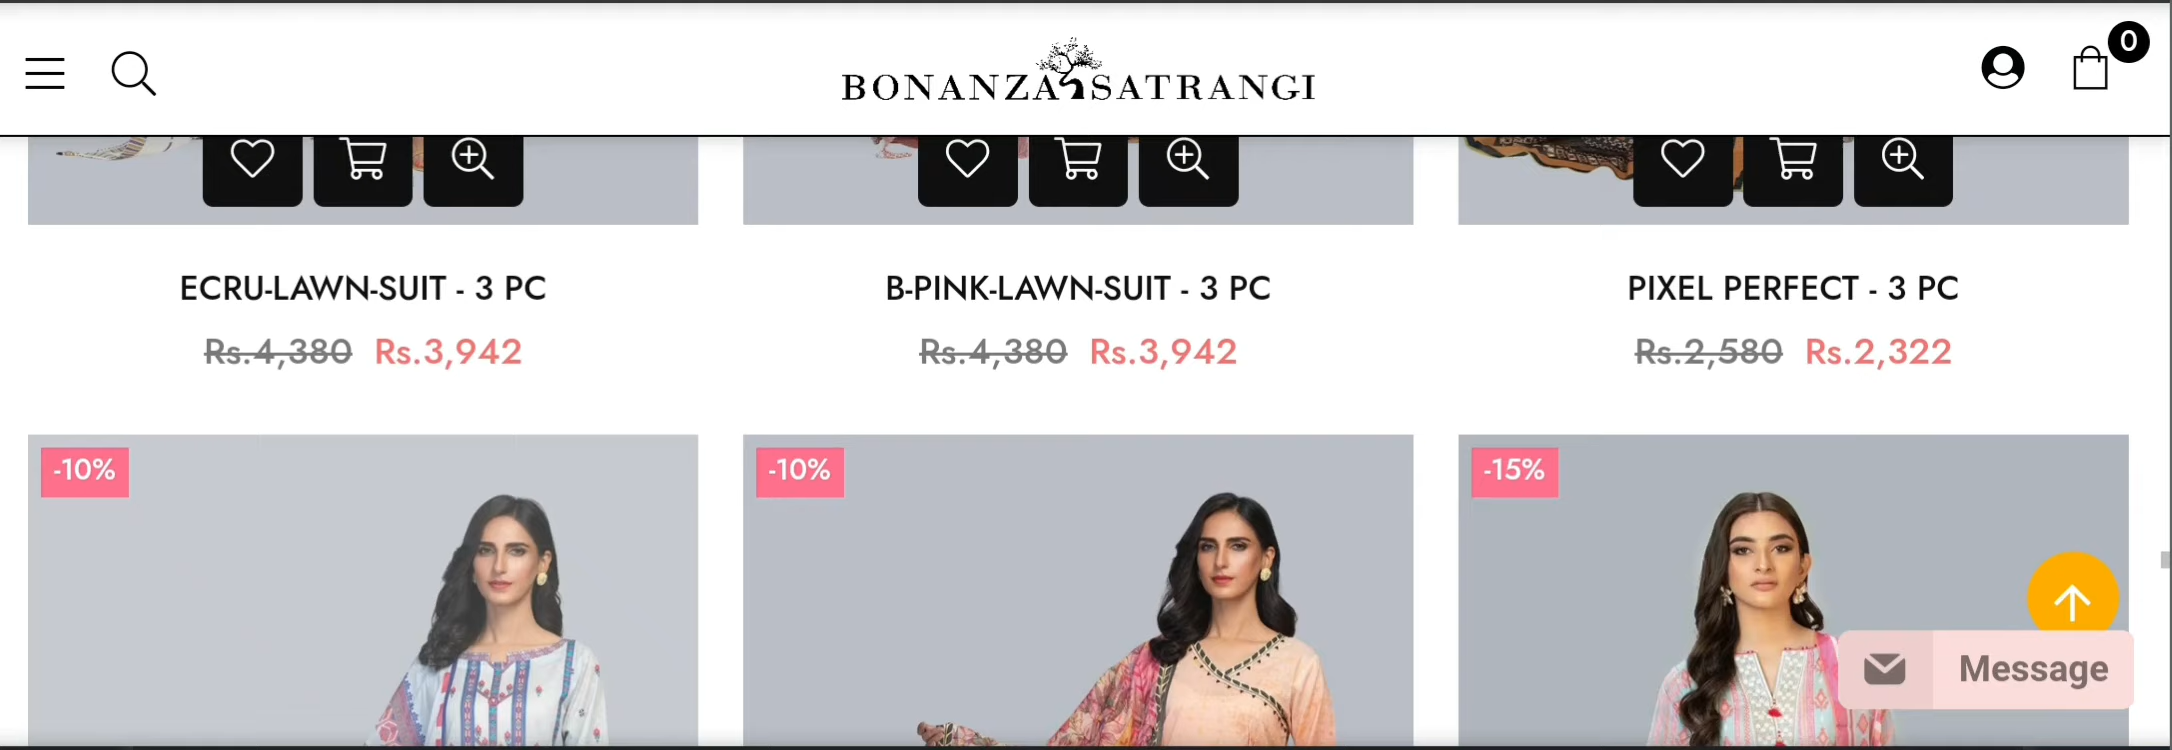 BONANZA SATRANGI
0
ECRU-LAWN-SUIT - 3 PC
Rs.4,380 Rs.3,942
B-PINK-LAWN-SUIT - 3 PC
Rs.4,380 Rs.3,942
PIXEL PERFECT - 3 PC
Rs.2,580 Rs.2,322
-10%
-10%
-15%
Message